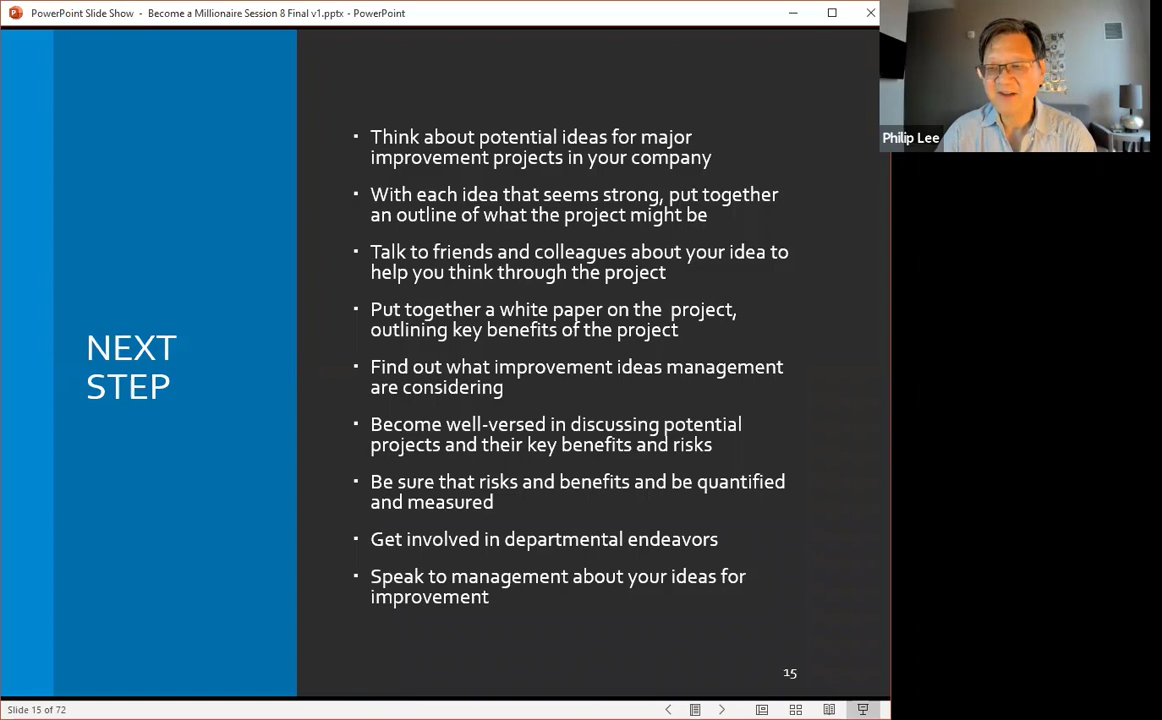 PowerPoint Slide Show - Become a Millionaire Session 8 Final v1.pptx - PowerPoint
Philip Lee
NEXT
STEP
Think about potential ideas for major
improvement projects in your company
With each idea that seems strong, put together
an outline of what the project might be
Talk to friends and colleagues about your idea to
help you think through the project
Put together a white paper on the  project,
outlining key benefits of the project
Find out what improvement ideas management
are considering
Become well-versed in discussing potential
projects and their key benefits and risks
Be sure that risks and benefits and be quantified
and measured
Get involved in departmental endeavors
Speak to management about your ideas for
improvement
15
Slide 15 of 72